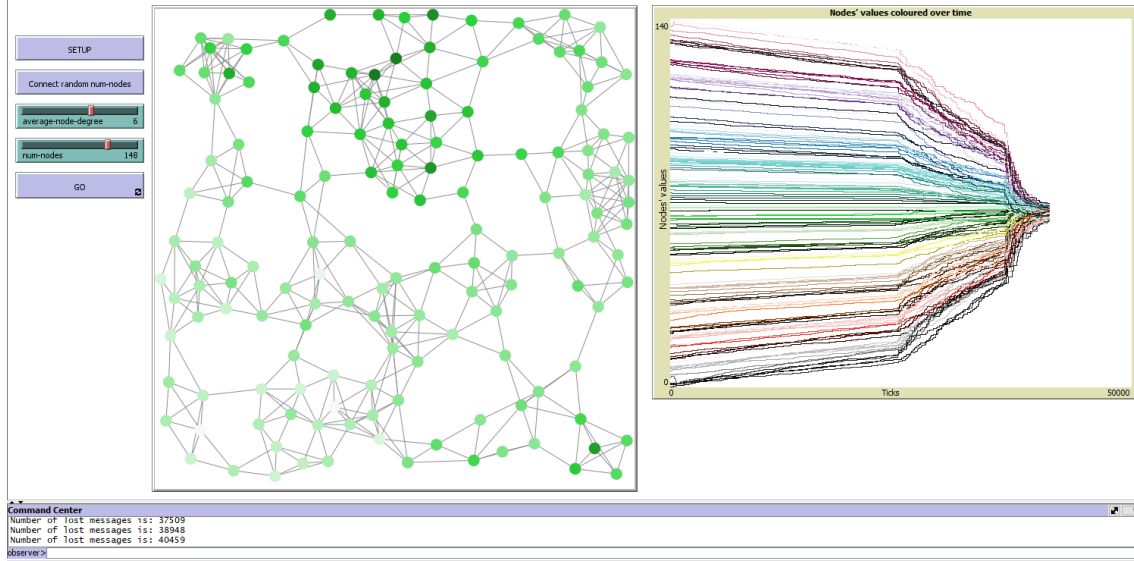 SETUP
Connect random num-nodes
average-node-degree 6
num-nodes 148
GO
Nodes' values coloured over time
140
Nodes' values
0
0
Ticks
50000
Command Center
Number of lost messages is: 37509
Number of lost messages is: 38948
Number of lost messages is: 40459
observer>